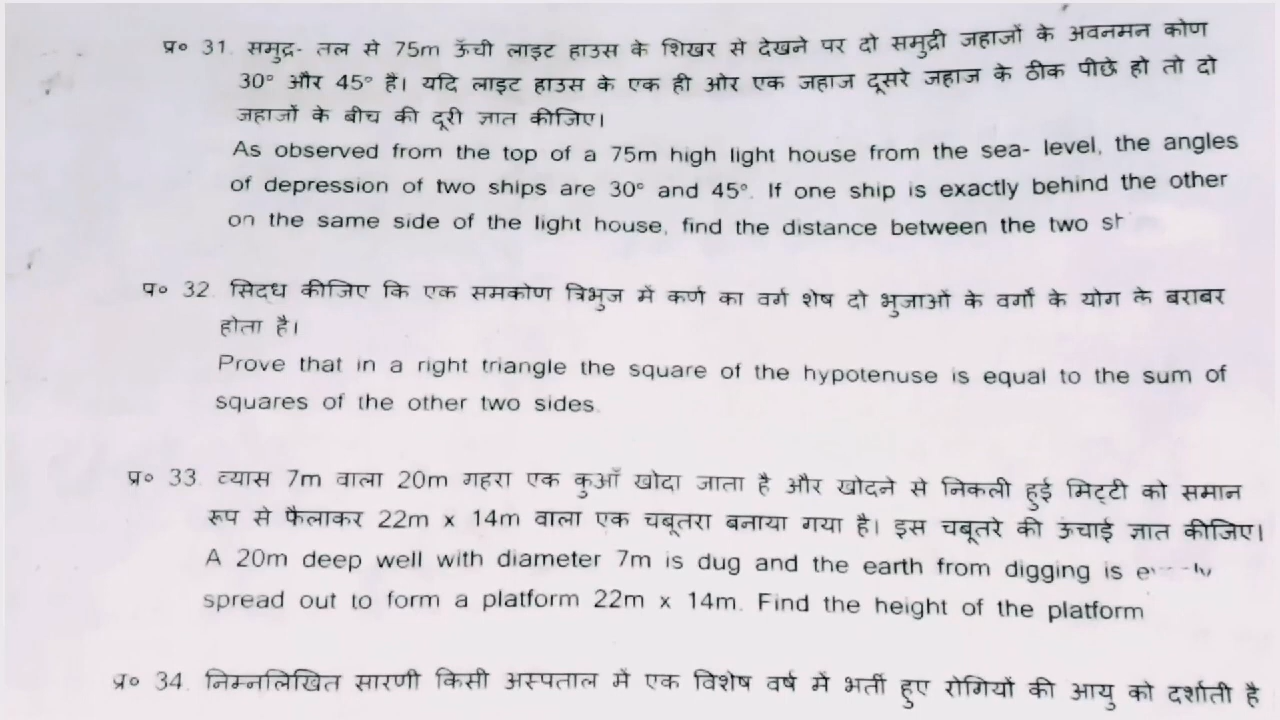 प्र० 31. समुद्र- तल से 75m ऊँची लाइट हाउस के शिखर से देखने पर दो समुद्री जहाजों के अवनमन कोण
30° और 45° हैं। यदि लाइट हाउस के एक ही ओर एक जहाज दूसरे जहाज के ठीक पीछे हो तो दो
जहाजों के बीच की दूरी ज्ञात कीजिए।
As observed from the top of a 75m high light house from the sea- level, the angles
of depression of two ships are 30° and 45°. If one ship is exactly behind the other
on the same side of the light house, find the distance between the two
प्र० 32. सिद्ध कीजिए कि एक समकोण त्रिभुज में कर्ण का वर्ग शेष दो भुजाओं के वर्गों के योग के बराबर
होता है।
Prove that in a right triangle the square of the hypotenuse is equal to the sum of
squares of the other two sides.
प्र० 33. व्यास 7m वाला 20m गहरा एक कुआँ खोदा जाता है और खोदने से निकली हुई मिट्टी को समान
रूप से फैलाकर 22m x 14m वाला एक चबूतरा बनाया गया है। इस चबूतरे की ऊंचाई ज्ञात कीजिए।
A 20m deep well with diameter 7m is dug and the earth from digging is
spread out to form a platform 22m x 14m. Find the height of the platform
प्र० 34. निम्नलिखित सारणी किसी अस्पताल में एक विशेष वर्ष में भर्ती हुए रोगियों की आयु को दर्शाती है